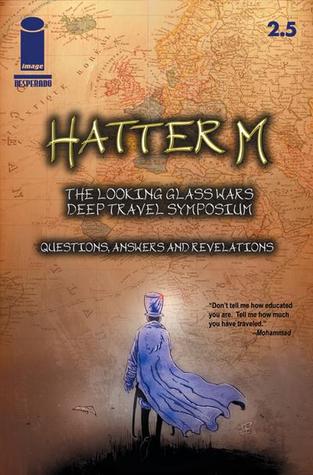 image
DESPERADO
2.5
HATTER M
THE LOOKING GLASS WARS
DEEP TRAVEL SYMPOSIUM
QUESTIONS, ANSWERS AND REVELATIONS
"Don't tell me how educated
you are. Tell me how much
you have traveled."
–Mohammad